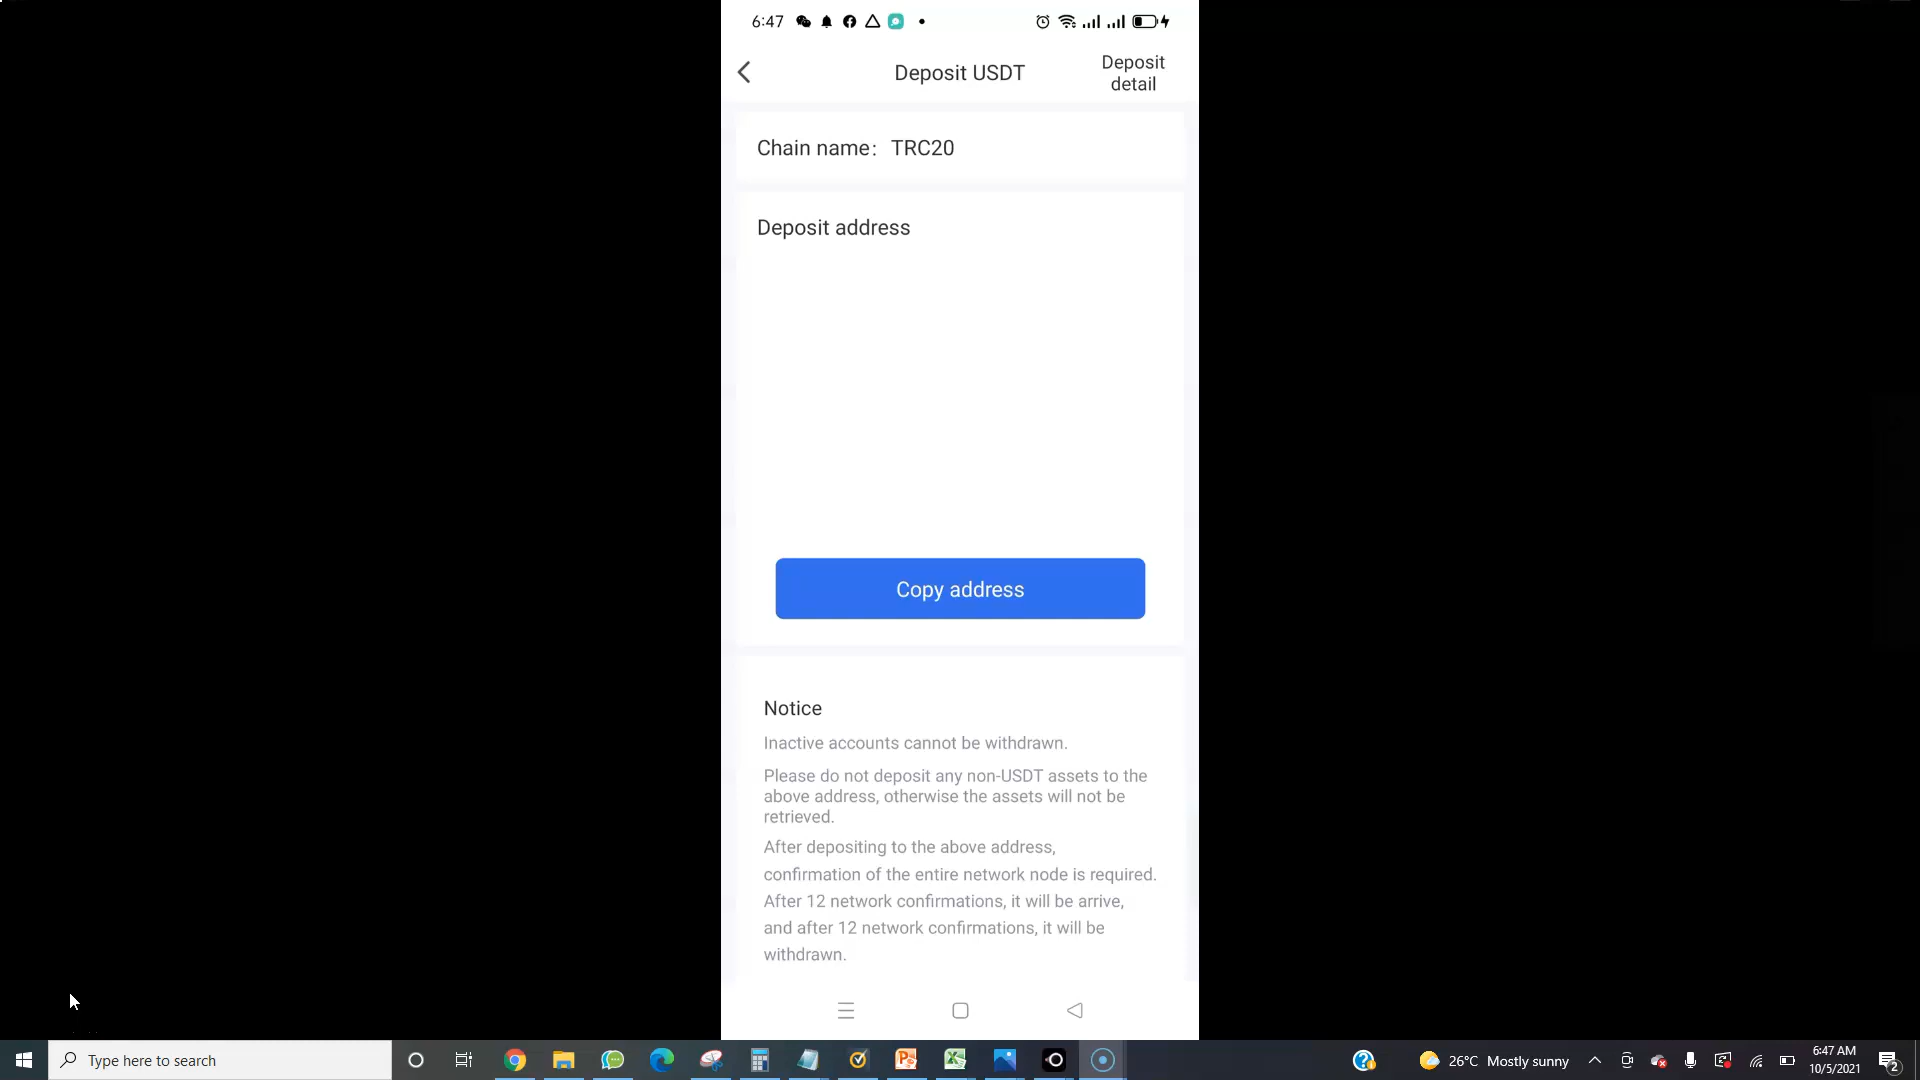 6:47
Deposit USDT
Deposit
detail
Chain name: TRC20
Deposit address
Copy address
Notice
Inactive accounts cannot be withdrawn.
Please do not deposit any non-USDT assets to the
above address, otherwise the assets will not be
retrieved.
After depositing to the above address,
confirmation of the entire network node is required.
After 12 network confirmations, it will be arrive,
and after 12 network confirmations, it will be
withdrawn.
Type here to search
26°C Mostly sunny
6:47 AM
10/5/2021
2